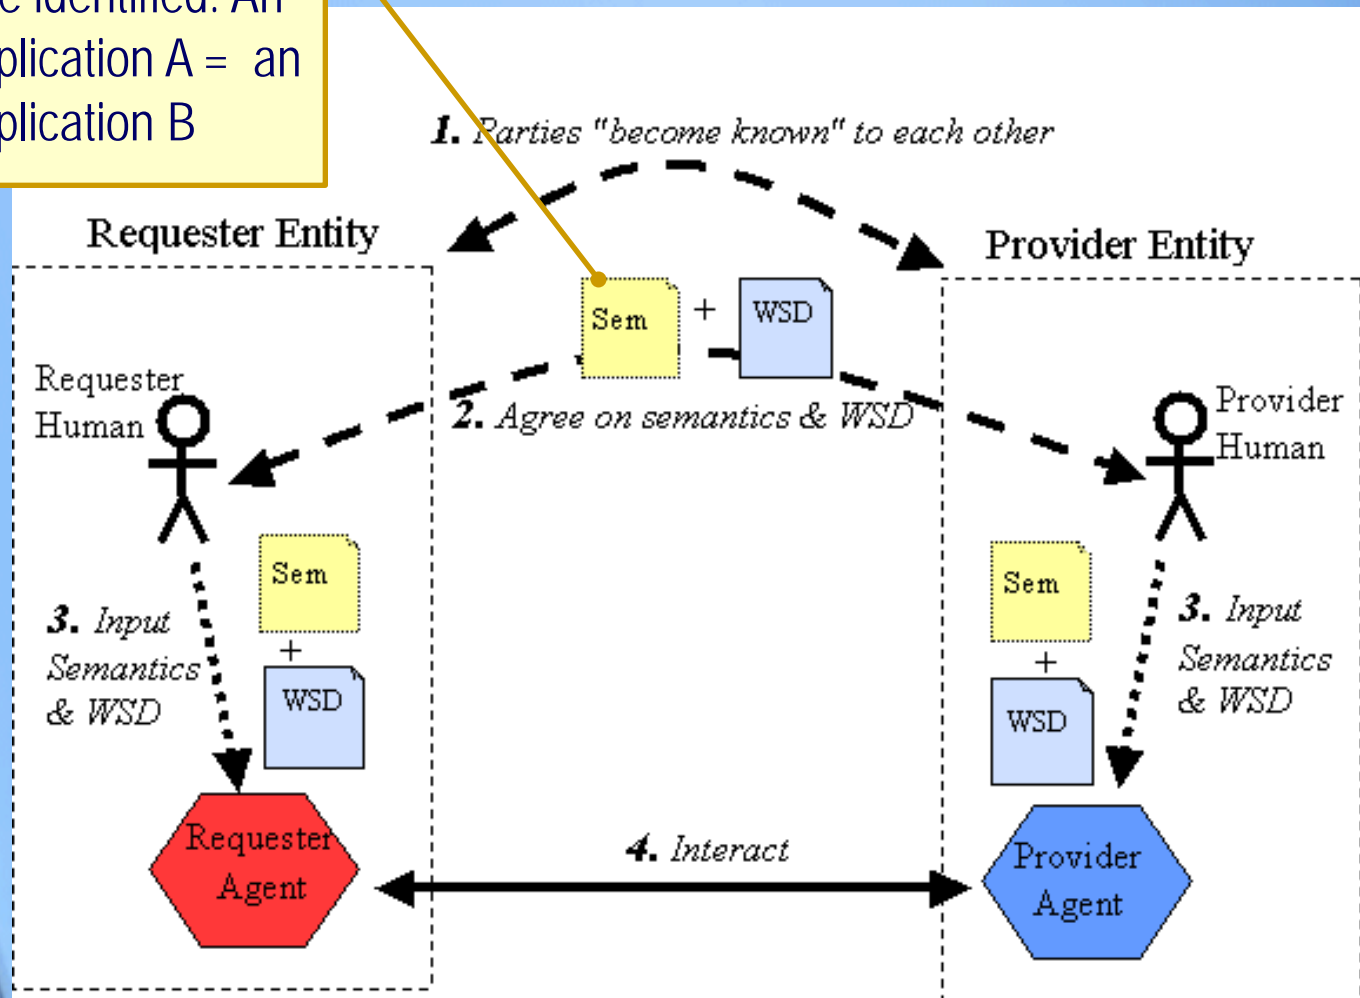 identified. An
plication A = an
plication B
1. Parties "become known" to each other
Requester Entity
Provider Entity
Sem
+
WSD
Requester
Human
Provider
Human
2. Agree on semantics & WSD
Sem
+
WSD
3. Input
Semantics
& WSD
Sem
+
WSD
3. Input
Semantics
& WSD
Requester
Agent
4. Interact
Provider
Agent